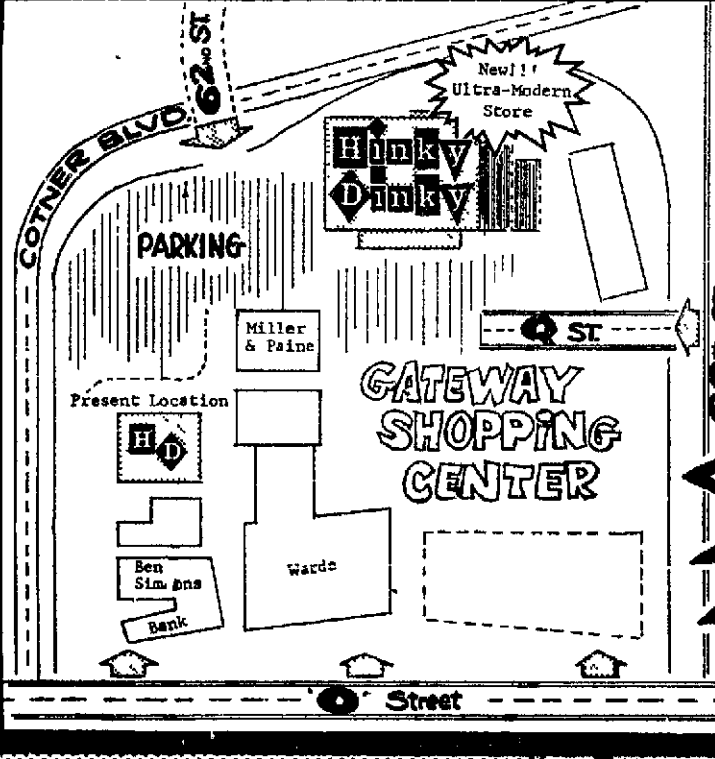 62ND ST.
COTNER BLVD.
New!!!
Ultra-Modern
Store
Hinky
Dinky
PARKING
Miller
& Paine
Q ST.
Present Location
H
D
GATEWAY
SHOPPING
CENTER
Ben
Simons
Bank
Wards
O Street